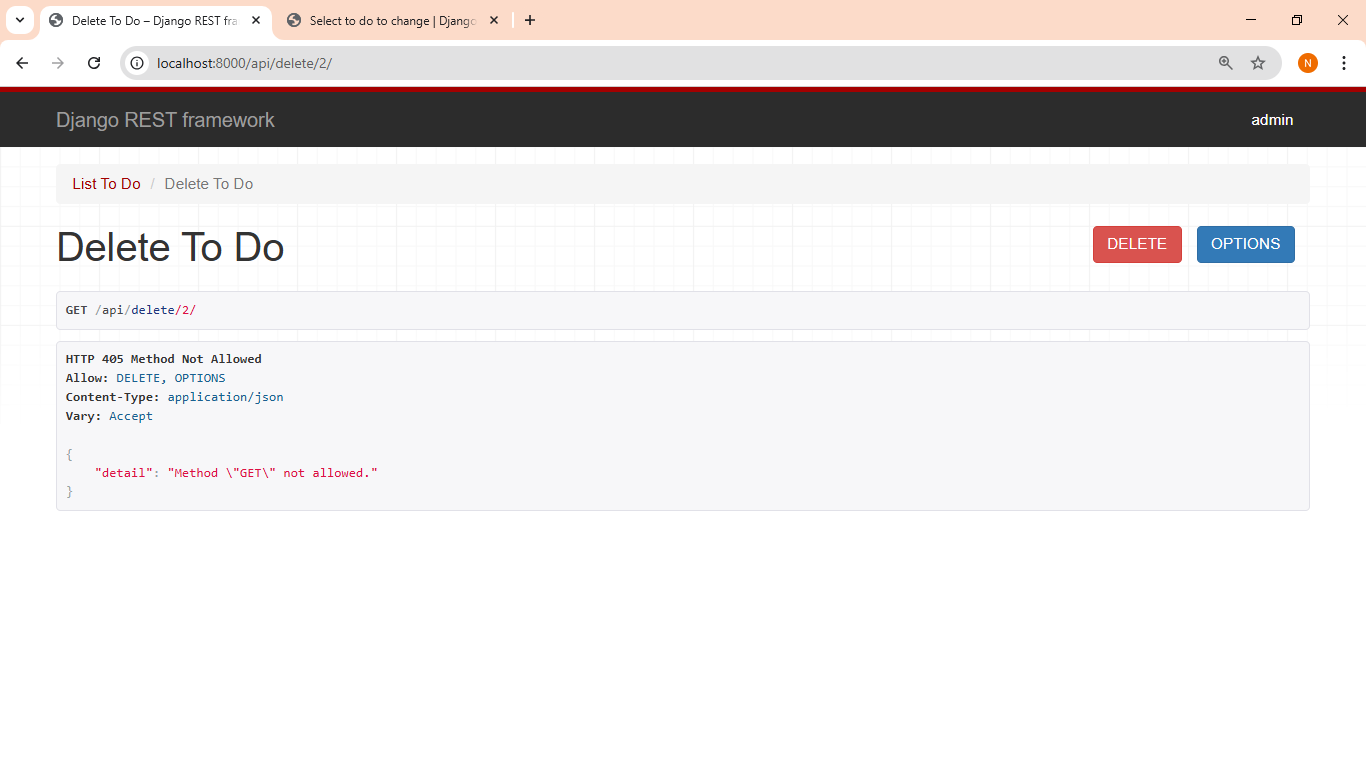 Delete To Do – Django REST fra
Select to do to change | Django
localhost:8000/api/delete/2/
N
Django REST framework
admin
List To Do / Delete To Do
Delete To Do
DELETE
OPTIONS
GET /api/delete/2/
HTTP 405 Method Not Allowed
Allow: DELETE, OPTIONS
Content-Type: application/json
Vary: Accept
{
"detail": "Method \"GET\" not allowed."
}